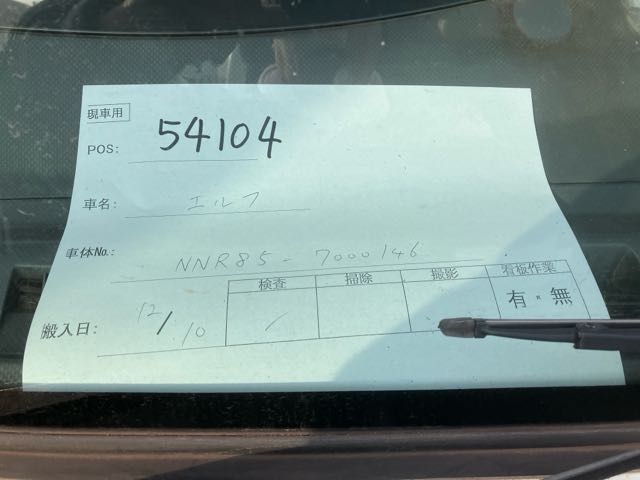 現車用
POS: 54104
車名: エルフ
車体No.: NNR85-7000146
検査 掃除 撮影 看板作業
搬入日: 12/10 有・無